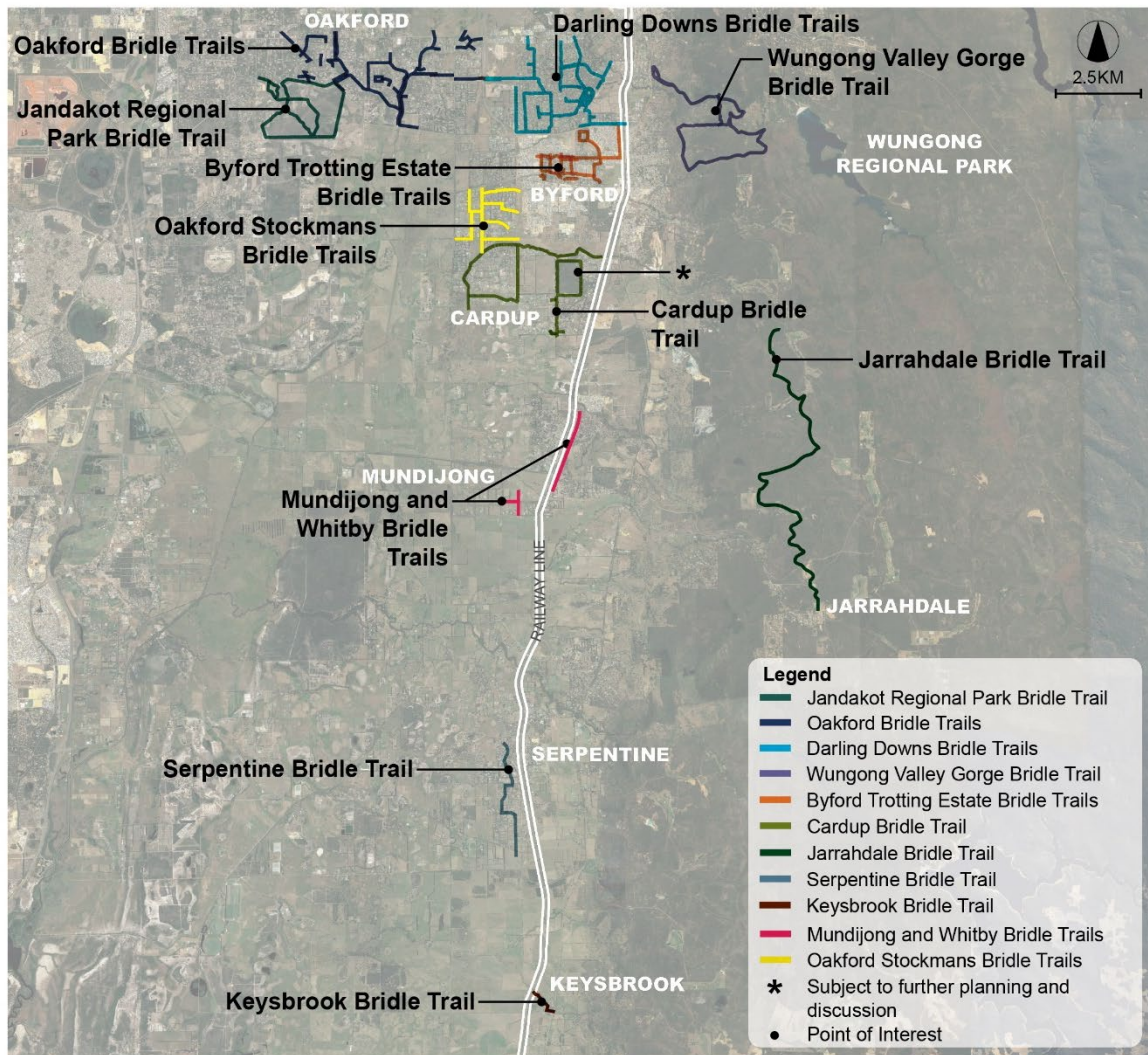 OAKFORD
Darling Downs Bridle Trails
Oakford Bridle Trails
Wungong Valley Gorge
Bridle Trail
2.5KM
Jandakot Regional
Park Bridle Trail
WUNGONG
REGIONAL PARK
Byford Trotting Estate
Bridle Trails
BYFORD
Oakford Stockmans
Bridle Trails
*
CARDUP
Cardup Bridle
Trail
Jarrahdale Bridle Trail
MUNDIJONG
Mundijong and
Whitby Bridle
Trails
RAILWAY LINE
JARRAHDALE
SERPENTINE
Serpentine Bridle Trail
KEYSBROOK
Keysbrook Bridle Trail
Legend
Jandakot Regional Park Bridle Trail
Oakford Bridle Trails
Darling Downs Bridle Trails
Wungong Valley Gorge Bridle Trail
Byford Trotting Estate Bridle Trails
Cardup Bridle Trail
Jarrahdale Bridle Trail
Serpentine Bridle Trail
Keysbrook Bridle Trail
Mundijong and Whitby Bridle Trails
Oakford Stockmans Bridle Trails
* Subject to further planning and
discussion
Point of Interest